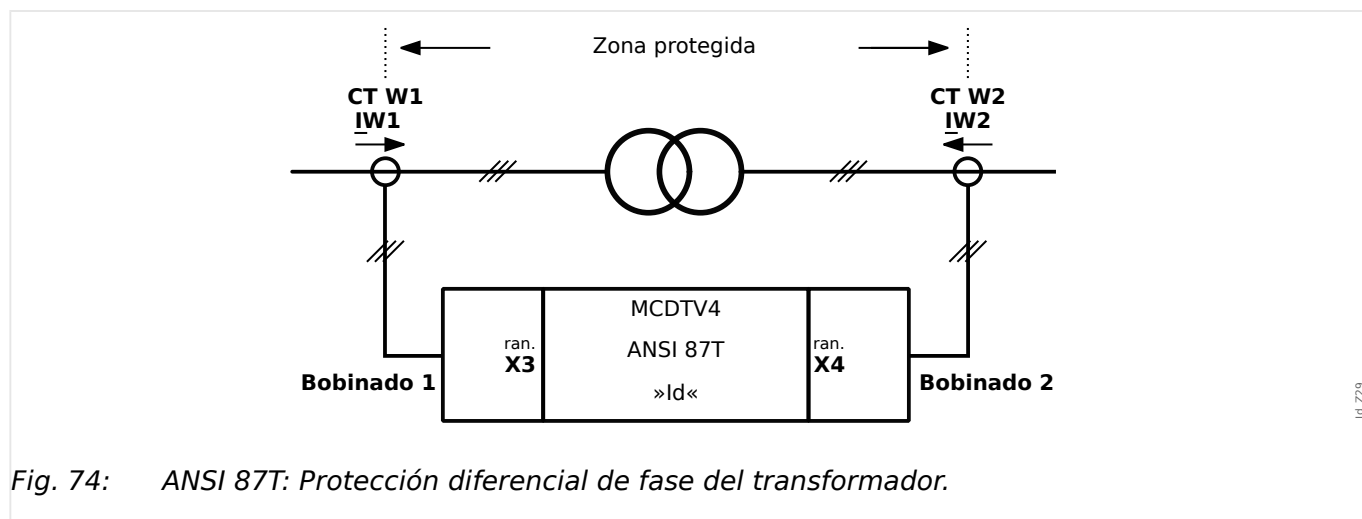 Zona protegida
CT W1
IW1
CT W2
IW2
MCDTV4
ANSI 87T
»Id«
ran.
X3
ran.
X4
Bobinado 1
Bobinado 2
Id_Z29
Fig. 74: ANSI 87T: Protección diferencial de fase del transformador.